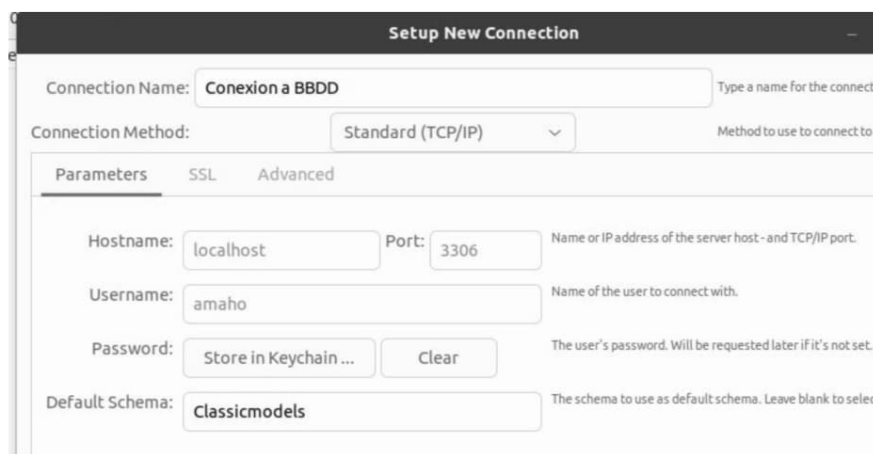 Setup New Connection
Connection Name: Conexion a BBDD Type a name for the connect
Connection Method: Standard (TCP/IP) Method to use to connect to
Parameters SSL Advanced
Hostname: localhost Port: 3306 Name or IP address of the server host - and TCP/IP port.
Username: amaho Name of the user to connect with.
Password: Store in Keychain ... Clear The user's password. Will be requested later if it's not set.
Default Schema: Classicmodels The schema to use as default schema. Leave blank to selec